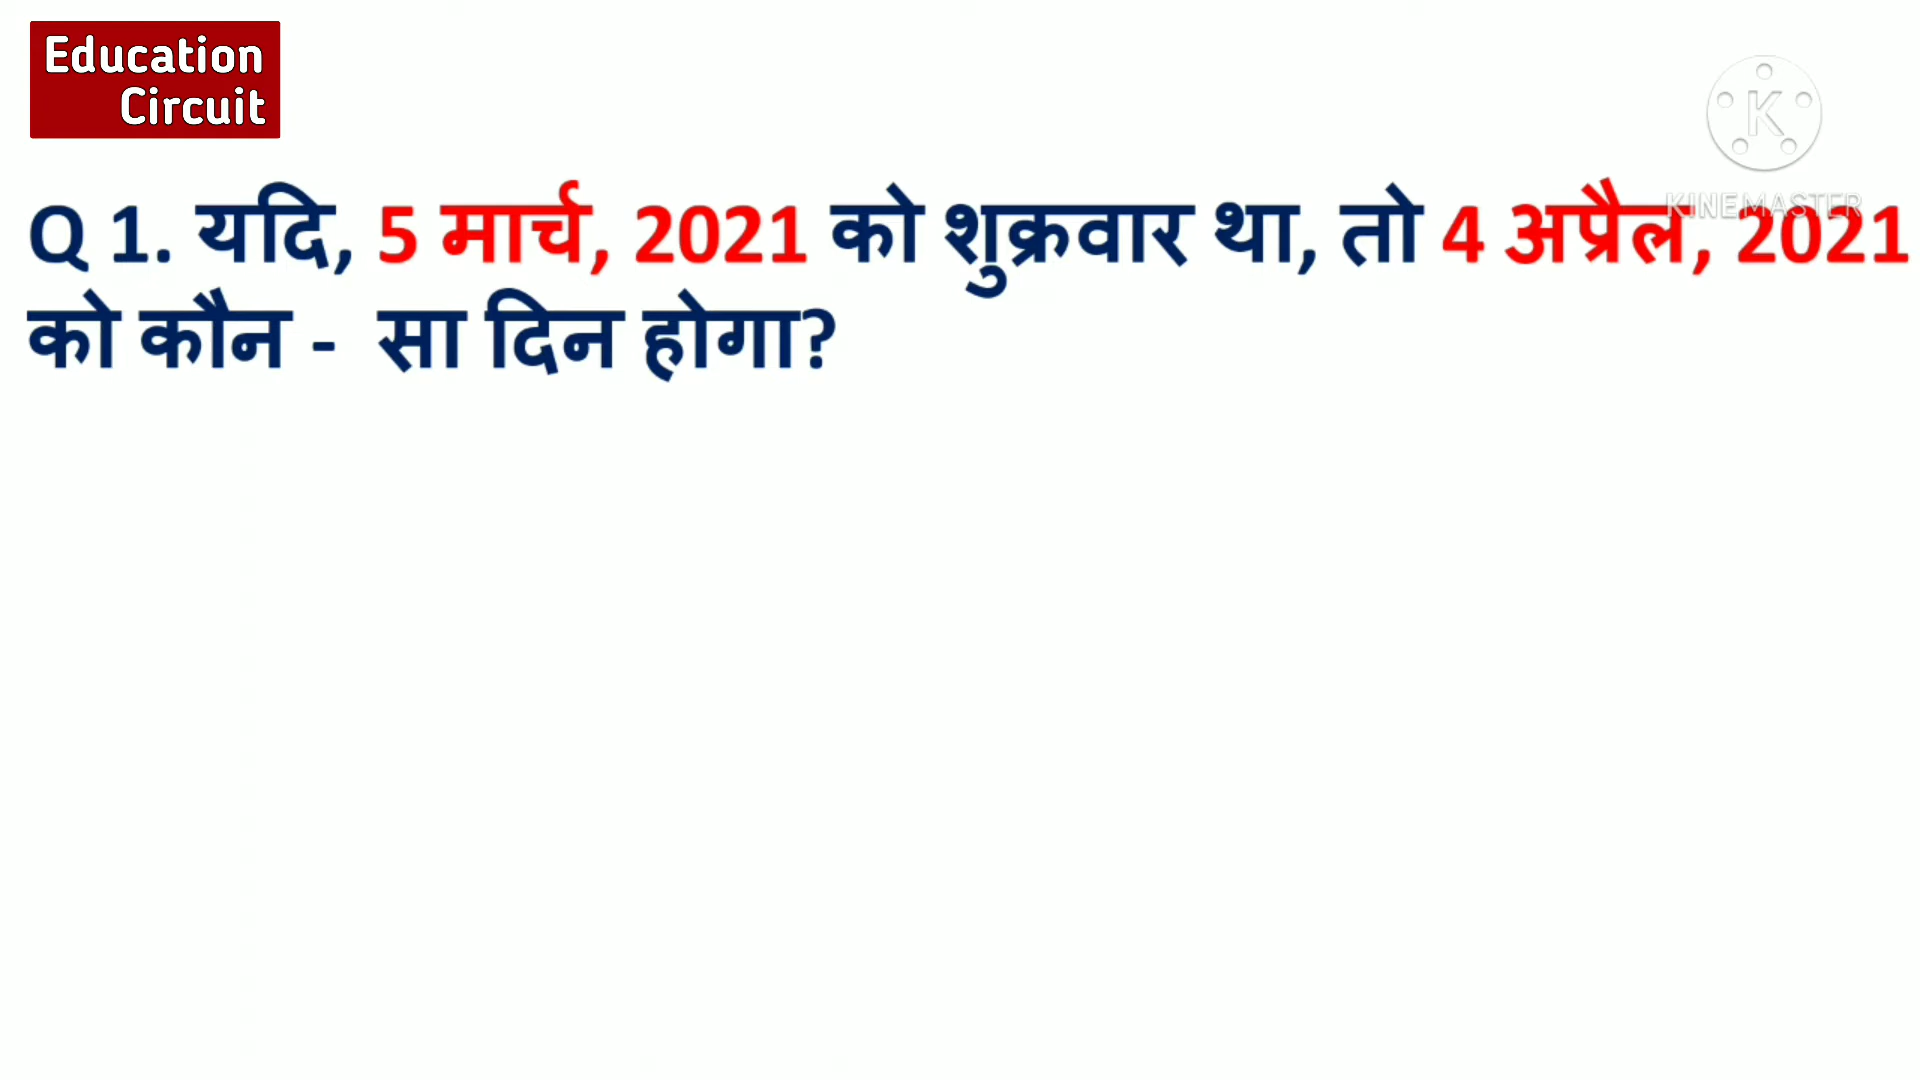 Education
Circuit
K
KINEMASTER
Q 1. यदि, 5 मार्च, 2021 को शुक्रवार था, तो 4 अप्रैल, 2021
को कौन - सा दिन होगा?